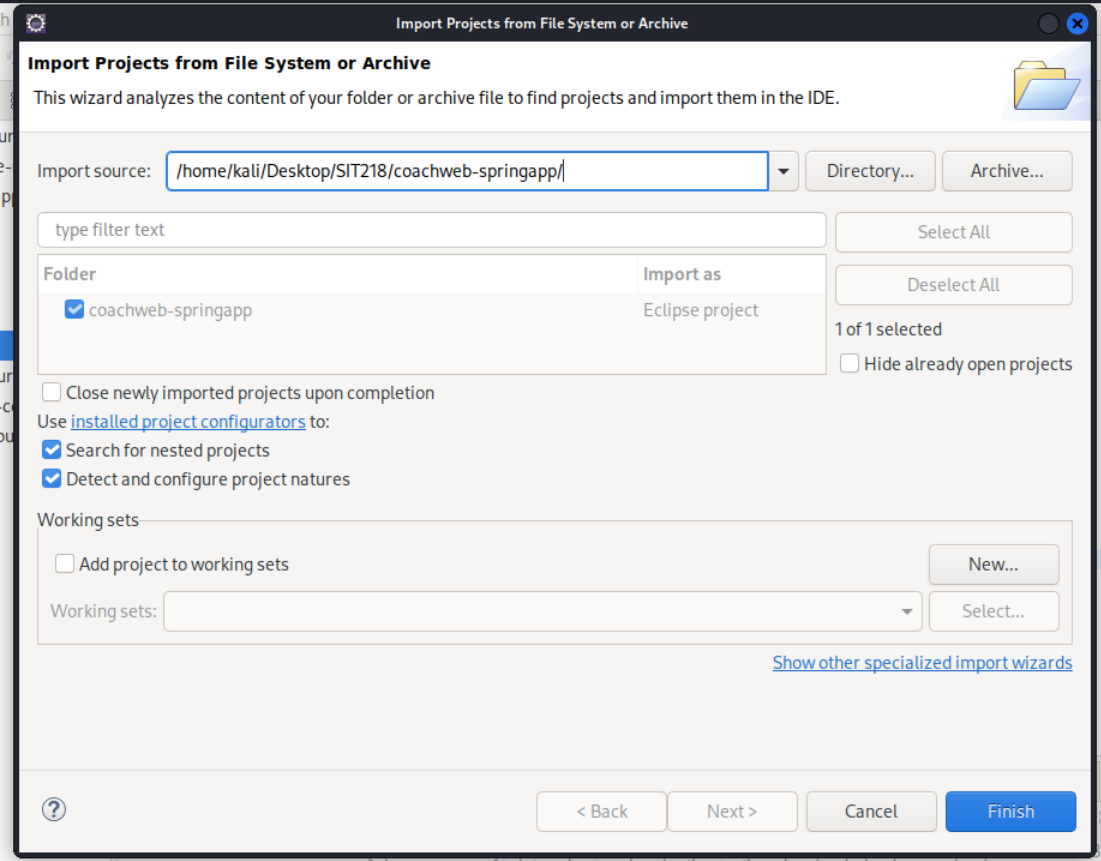 Import Projects from File System or Archive
Import Projects from File System or Archive
This wizard analyzes the content of your folder or archive file to find projects and import them in the IDE.
Import source: /home/kali/Desktop/SIT218/coachweb-springapp/ Directory... Archive...
type filter text Select All
Folder Import as
Deselect All
coachweb-springapp Eclipse project
1 of 1 selected
Hide already open projects
Close newly imported projects upon completion
Use installed project configurators to:
Search for nested projects
Detect and configure project natures
Working sets
Add project to working sets New...
Working sets: Select...
Show other specialized import wizards
? < Back Next > Cancel Finish